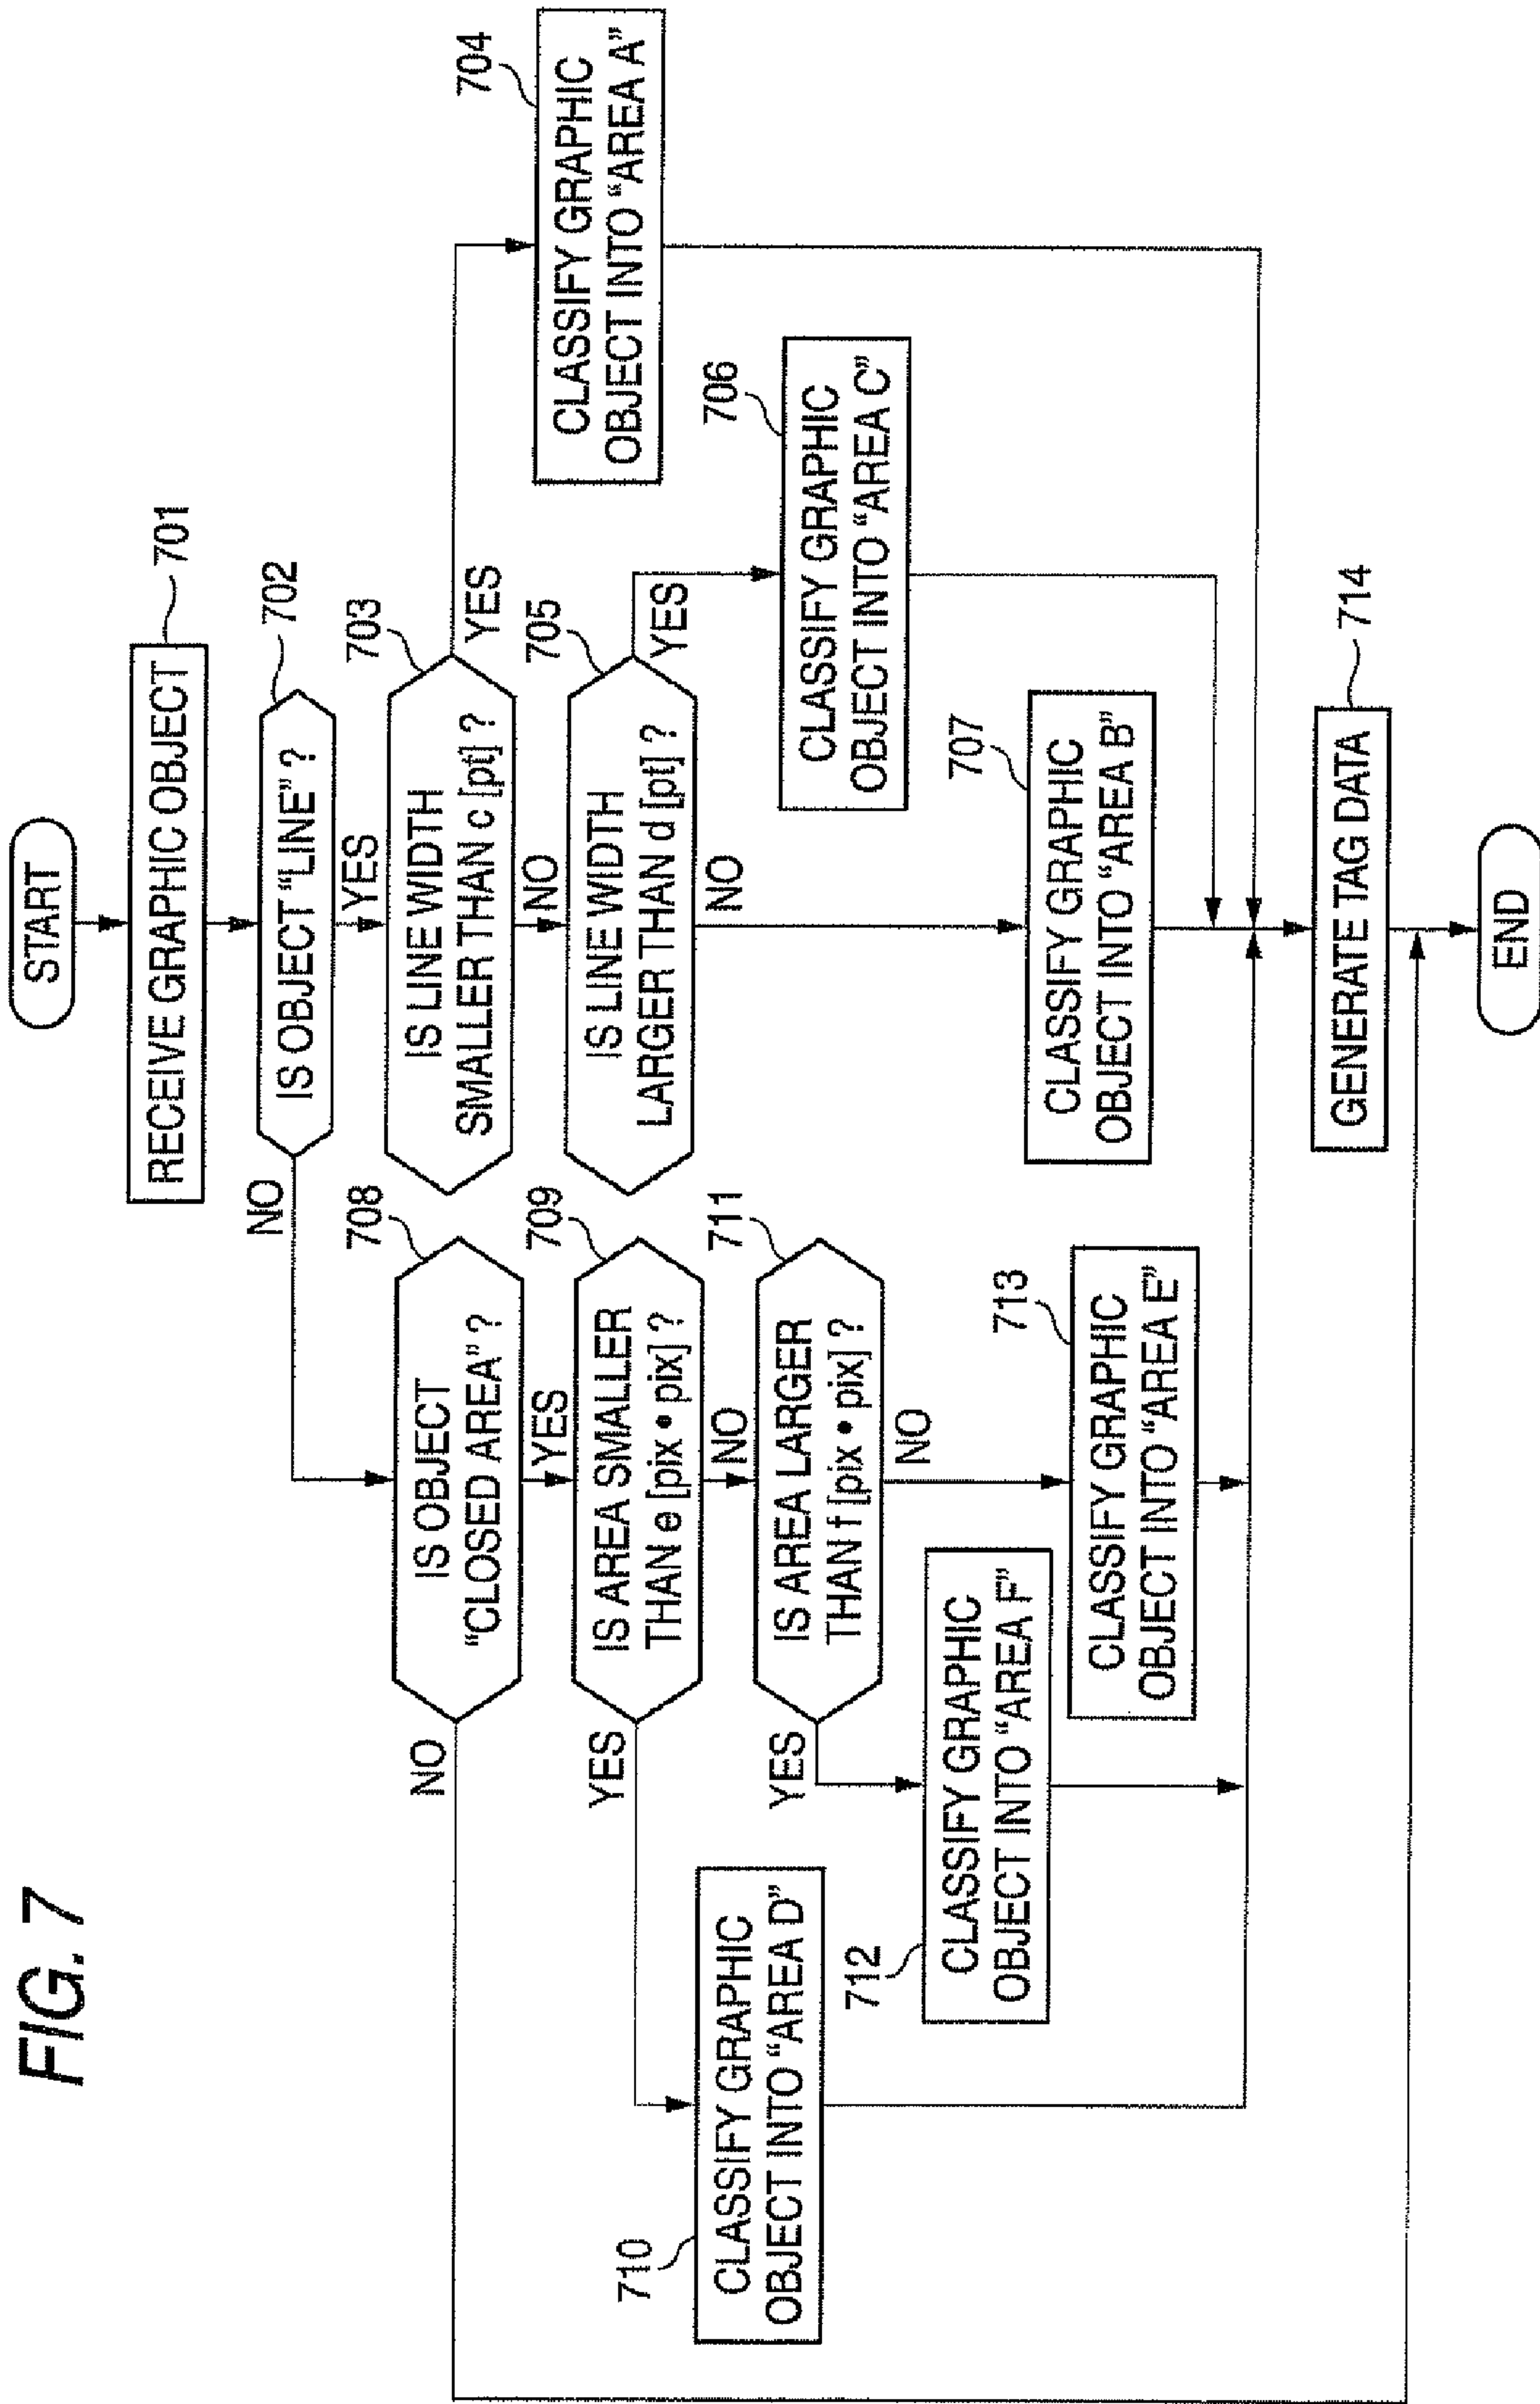 FIG. 7
START
RECEIVE GRAPHIC OBJECT
701
IS OBJECT “LINE” ?
702
NO
YES
IS LINE WIDTH
SMALLER THAN c [pt] ?
703
YES
NO
CLASSIFY GRAPHIC
OBJECT INTO “AREA A”
704
IS LINE WIDTH
LARGER THAN d [pt] ?
705
YES
NO
CLASSIFY GRAPHIC
OBJECT INTO “AREA C”
706
CLASSIFY GRAPHIC
OBJECT INTO “AREA B”
707
IS OBJECT
“CLOSED AREA” ?
708
NO
YES
IS AREA SMALLER
THAN e [pix • pix] ?
709
YES
NO
CLASSIFY GRAPHIC
OBJECT INTO “AREA D”
710
IS AREA LARGER
THAN f [pix • pix] ?
711
YES
NO
CLASSIFY GRAPHIC
OBJECT INTO “AREA F”
712
CLASSIFY GRAPHIC
OBJECT INTO “AREA E”
713
GENERATE TAG DATA
714
END